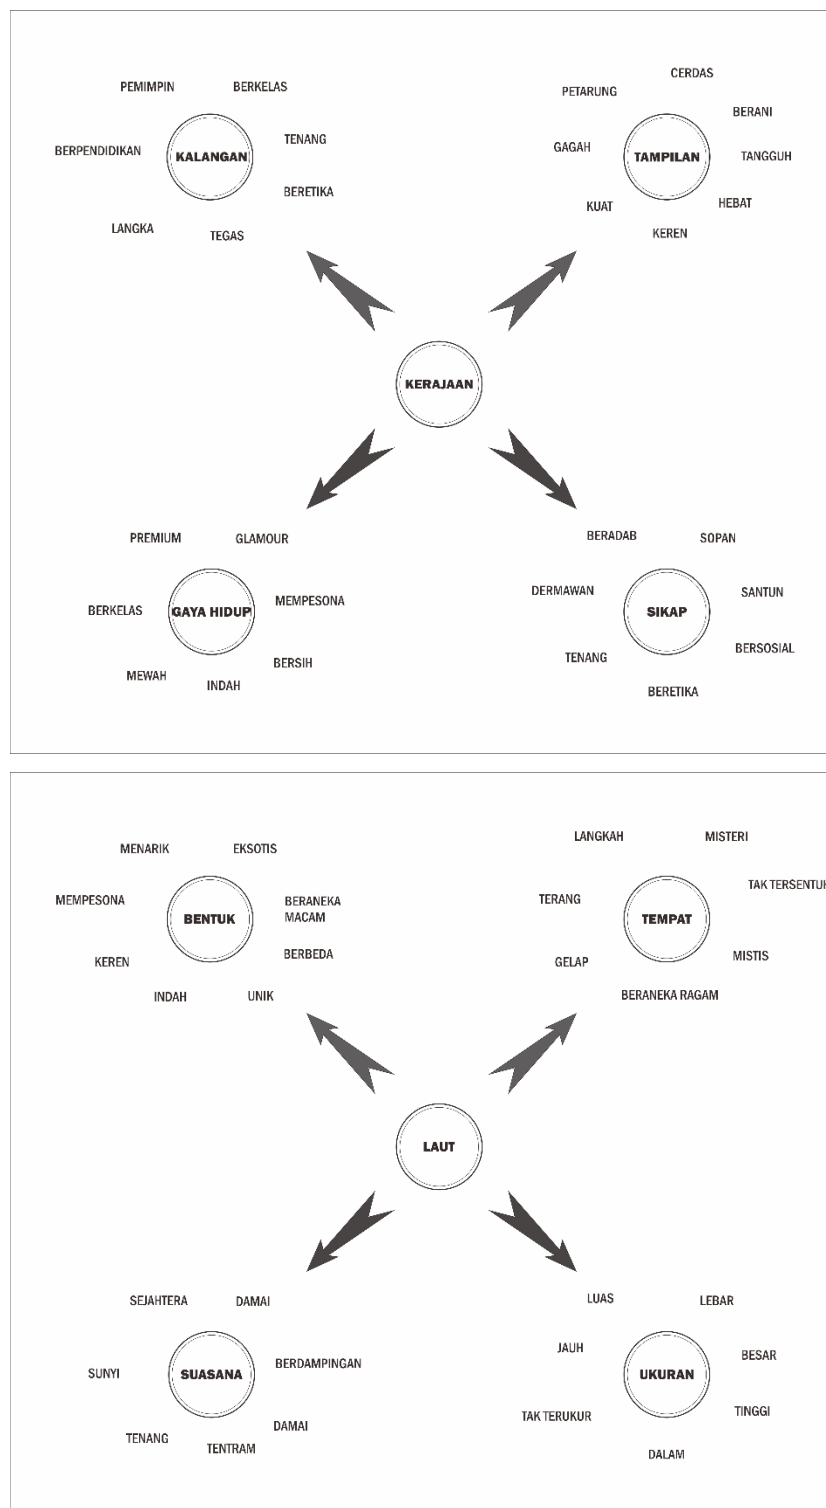 PEMIMPIN
BERKELAS
BERPENDIDIKAN
KALANGAN
TENANG
BERETIKA
LANGKA
TEGAS
CERDAS
PETARUNG
BERANI
GAGAH
TAMPILAN
TANGGUH
KUAT
HEBAT
KEREN
KERAJAAN
PREMIUM
GLAMOUR
BERKELAS
GAYA HIDUP
MEMPESONA
MEWAH
INDAH
BERSIH
BERADAB
SOPAN
DERMAWAN
SIKAP
SANTUN
TENANG
BERSOSIAL
BERETIKA
MENARIK
EKSOTIS
MEMPESONA
BENTUK
BERANEKA
MACAM
KEREN
BERBEDA
INDAH
UNIK
LANGKAH
MISTERI
TERANG
TEMPAT
TAK TERSENTUH
GELAP
MISTIS
BERANEKA RAGAM
LAUT
SEJAHTERA
DAMAI
SUNYI
SUASANA
BERDAMPINGAN
TENANG
TENTRAM
DAMAI
LUAS
LEBAR
JAUH
UKURAN
BESAR
TAK TERUKUR
TINGGI
DALAM